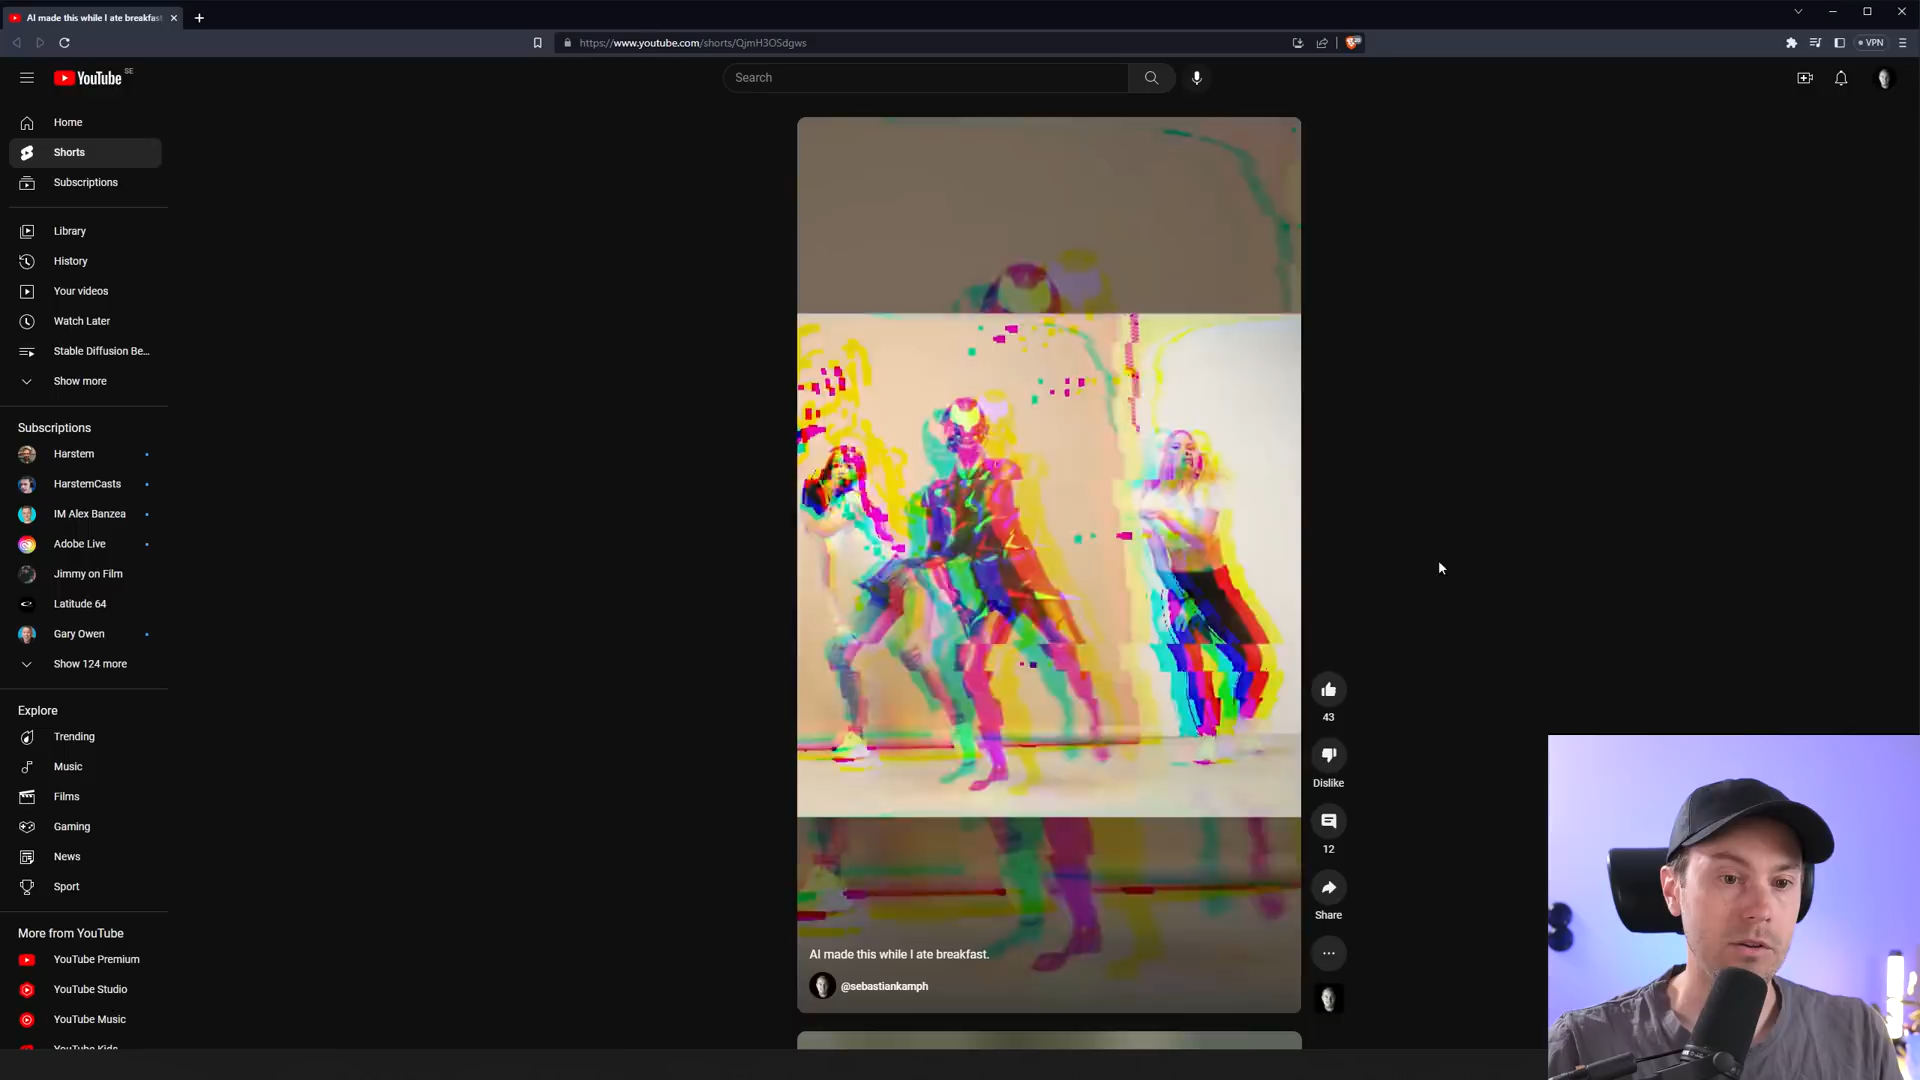 AI made this while I ate breakfast
VPN
https://www.youtube.com/shorts/QjmH3OSdgws
YouTube SE
Search
Home
Shorts
Subscriptions
Library
History
Your videos
Watch Later
Stable Diffusion Be...
Show more
Subscriptions
Harstem
HarstemCasts
IM Alex Banzea
Adobe Live
Jimmy on Film
Latitude 64
Gary Owen
Show 124 more
Explore
Trending
Music
Films
Gaming
News
Sport
More from YouTube
YouTube Premium
YouTube Studio
YouTube Music
YouTube Kids
43
Dislike
12
Share
AI made this while I ate breakfast.
@sebastiankamph